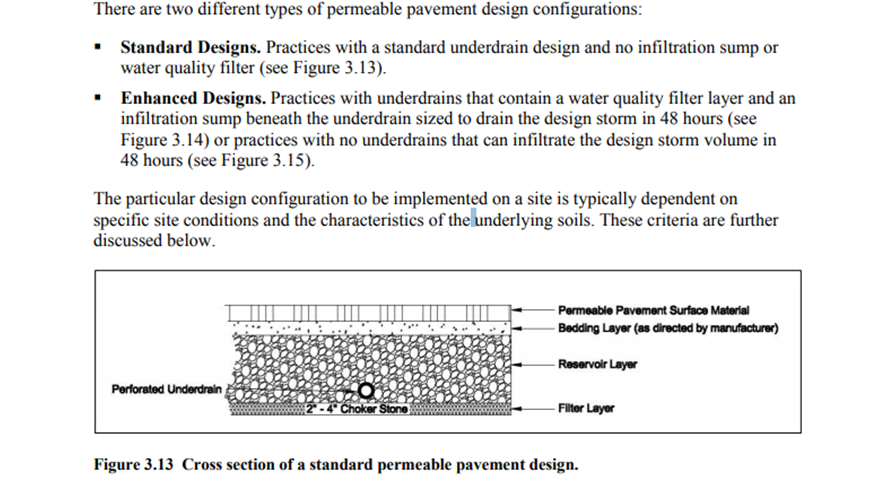 There are two different types of permeable pavement design configurations:
▪ Standard Designs. Practices with a standard underdrain design and no infiltration sump or
water quality filter (see Figure 3.13).
▪ Enhanced Designs. Practices with underdrains that contain a water quality filter layer and an
infiltration sump beneath the underdrain sized to drain the design storm in 48 hours (see
Figure 3.14) or practices with no underdrains that can infiltrate the design storm volume in
48 hours (see Figure 3.15).
The particular design configuration to be implemented on a site is typically dependent on
specific site conditions and the characteristics of the underlying soils. These criteria are further
discussed below.
Permeable Pavement Surface Material
Bedding Layer (as directed by manufacturer)
Reservoir Layer
Perforated Underdrain
2" - 4" Choker Stone
Filter Layer
Figure 3.13 Cross section of a standard permeable pavement design.